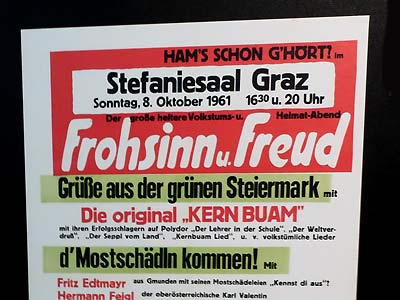 HAM'S SCHON G'HÖRT? im
Stefaniesaal Graz
Sonntag, 8. Oktober 1961 16³⁰ u. 20 Uhr
Der große heitere Volkstums- u. Heimat-Abend
Frohsinn u. Freud
Grüße aus der grünen Steiermark mit
Die original „KERN BUAM"
mit ihren Erfolgsschlagern auf Polydor „Der Lehrer in der Schule", „Der Weltver-
druß", „Der Seppl vom Land", „Kernbuam Lied", u. v. volkstümliche Lieder
d'Mostschädln kommen! Mit
Fritz Edtmayr aus Gmunden mit seinen Mostschädeleien „Kennst di aus"?
Hermann Feigl der oberösterreichische Karl Valentin